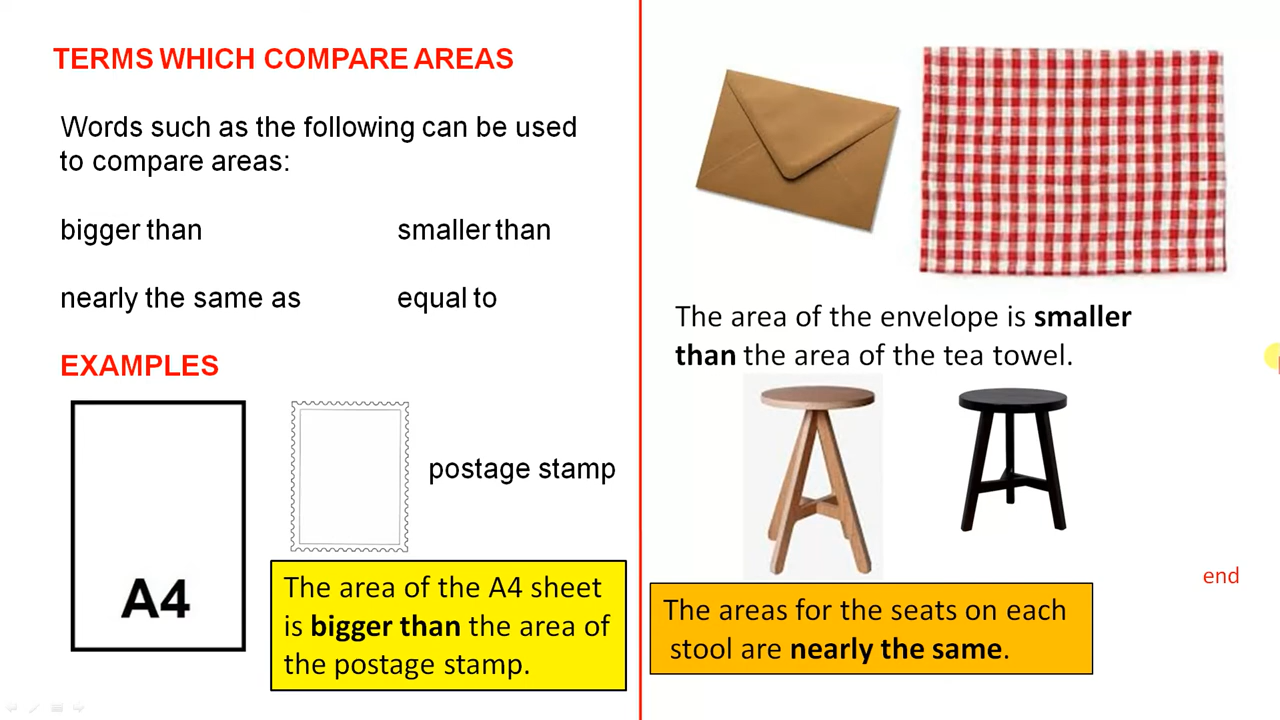 TERMS WHICH COMPARE AREAS
Words such as the following can be used
to compare areas:
bigger than smaller than
nearly the same as equal to
EXAMPLES
A4
postage stamp
The area of the A4 sheet
is bigger than the area of
the postage stamp.
The area of the envelope is smaller
than the area of the tea towel.
The areas for the seats on each
stool are nearly the same.
end